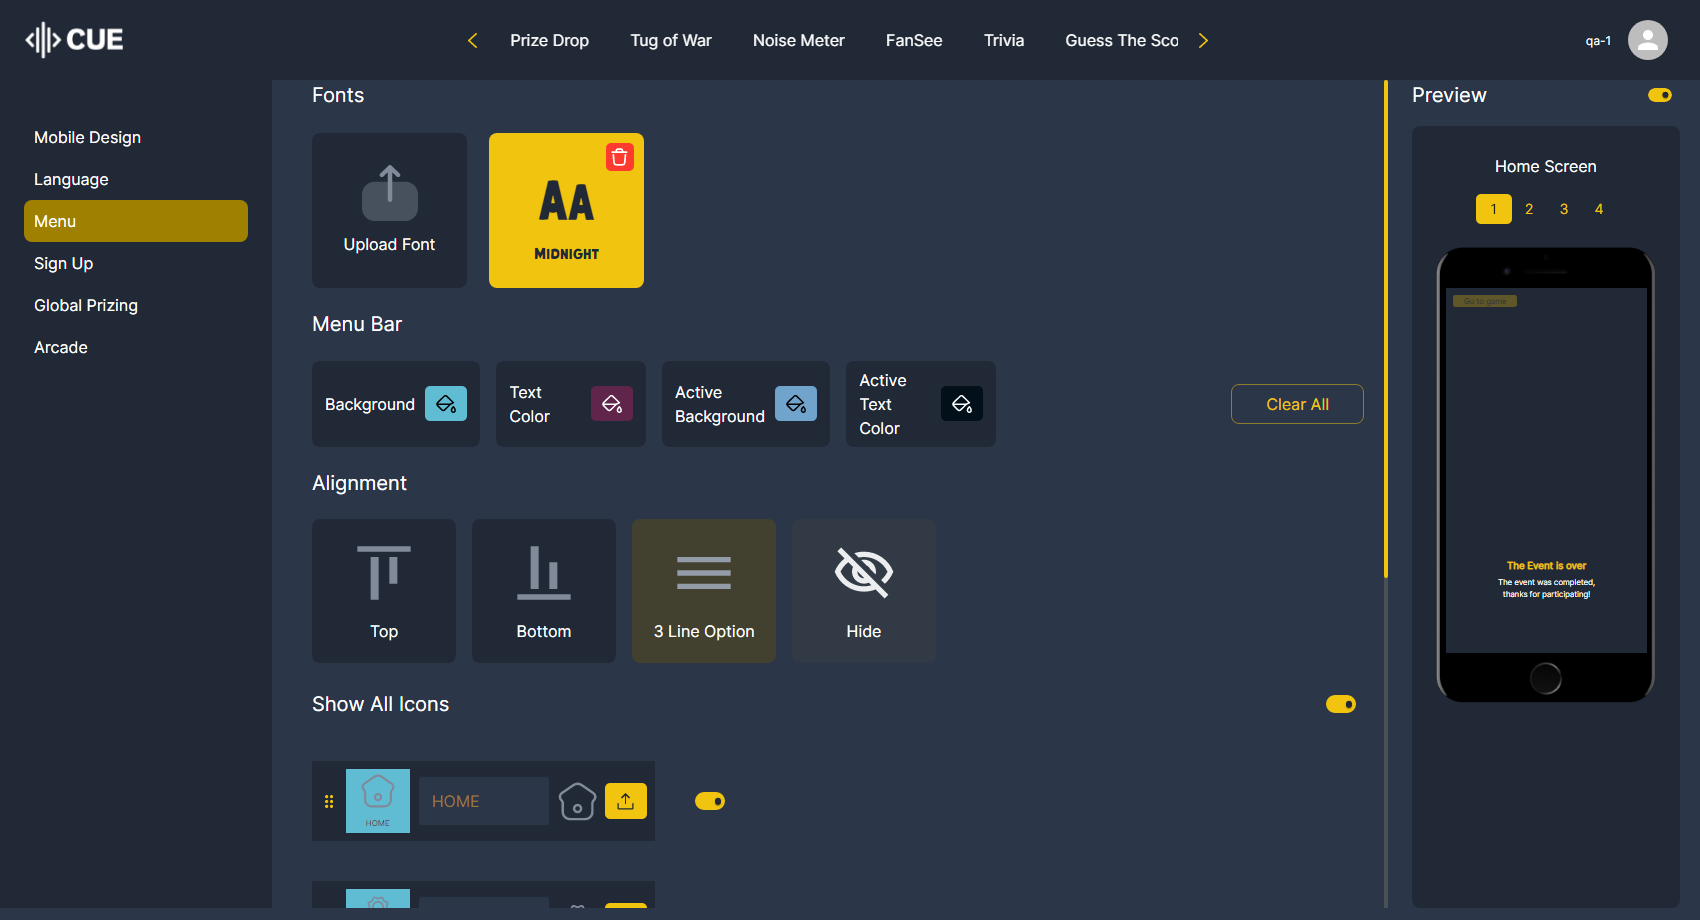 CUE
Prize Drop
Tug of War
Noise Meter
FanSee
Trivia
Guess The Sco
qa-1
Mobile Design
Language
Menu
Sign Up
Global Prizing
Arcade
Fonts
Upload Font
AA
MIDNIGHT
Menu Bar
Background
Text
Color
Active
Background
Active
Text
Color
Clear All
Alignment
Top
Bottom
3 Line Option
Hide
Show All Icons
HOME
HOME
Preview
Home Screen
1 2 3 4
Go to game
The Event is over
The event was completed,
thanks for participating!